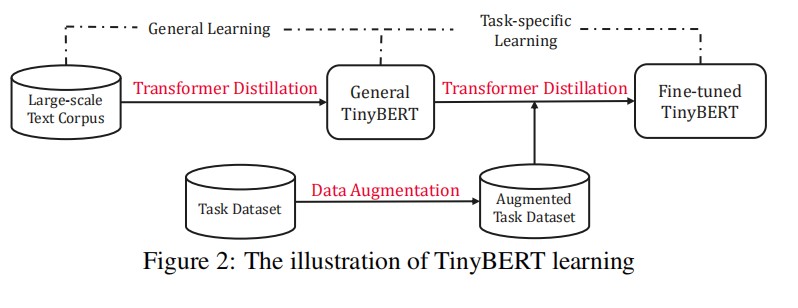 General Learning
Task-specific
Learning
Large-scale
Text Corpus
Transformer Distillation
General
TinyBERT
Transformer Distillation
Fine-tuned
TinyBERT
Task Dataset
Data Augmentation
Augmented
Task Dataset
Figure 2: The illustration of TinyBERT learning